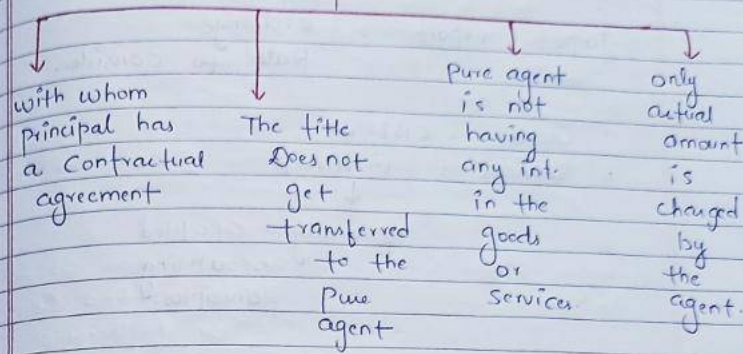 with whom
principal has
a contractual
agreement
The title
Does not
get
transferred
to the
Pure
agent
Pure agent
is not
having
any int.
in the
goods
or
services.
only
actual
amount
is
charged
by
the
agent.